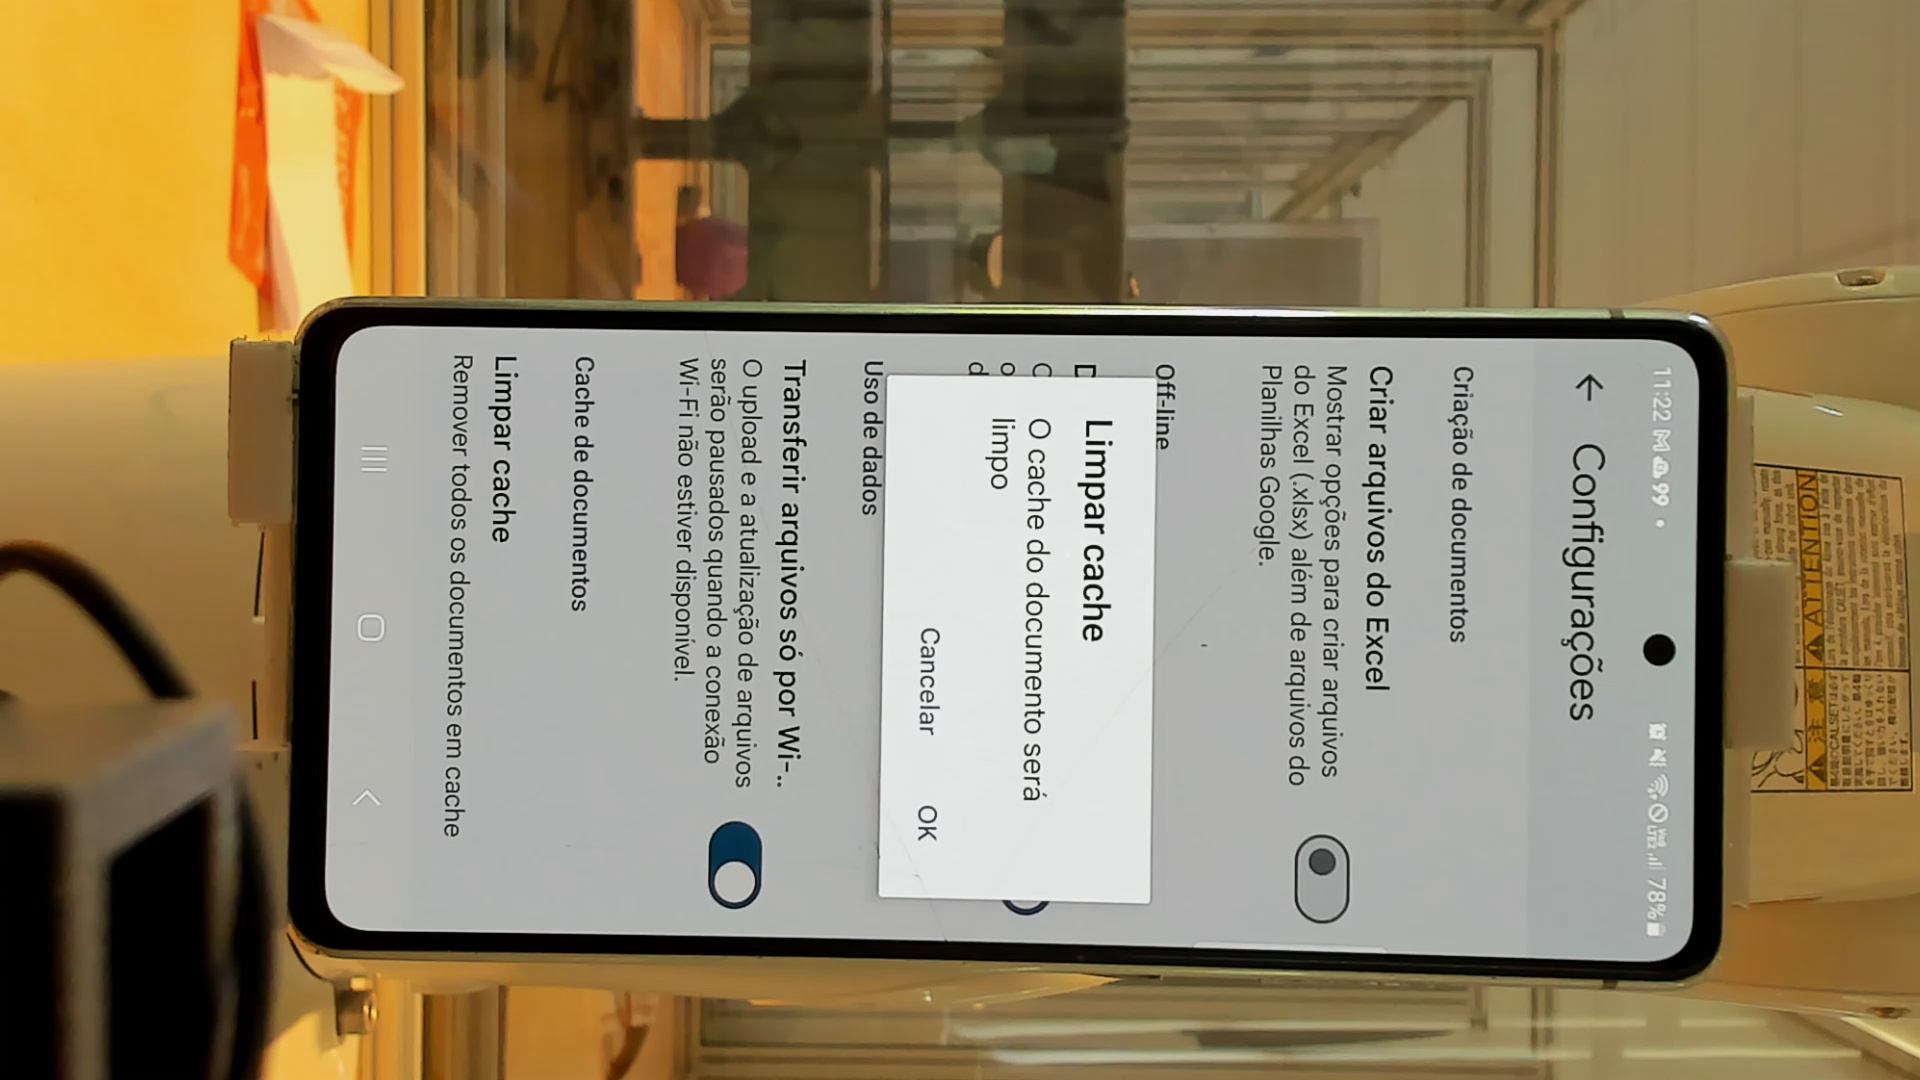 11:22 99 78%
Configurações
Criação de documentos
Criar arquivos do Excel
Mostrar opções para criar arquivos
do Excel (.xlsx) além de arquivos do
Planilhas Google.
Off-line
Limpar cache
O cache do documento será
limpo
Cancelar OK
Uso de dados
Transferir arquivos só por Wi-..
O upload e a atualização de arquivos
serão pausados quando a conexão
Wi-Fi não estiver disponível.
Cache de documentos
Limpar cache
Remover todos os documentos em cache
ATTENTION
注意